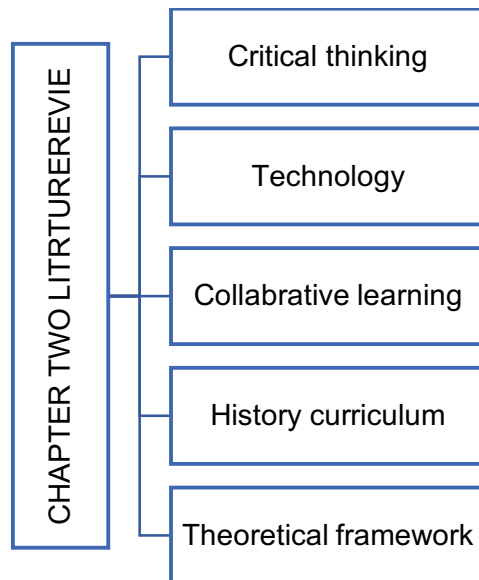 CHAPTER TWO LITRTUREREVIE
Critical thinking
Technology
Collabrative learning
History curriculum
Theoretical framework